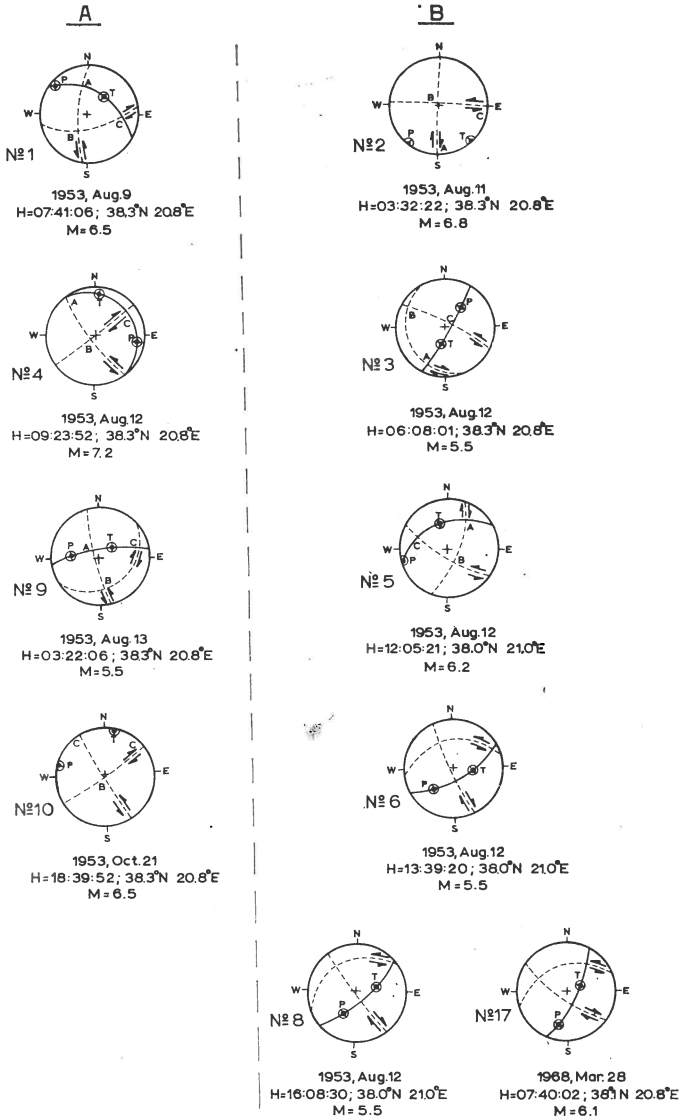 A
N
P A
T
W E
C
B
№1
S
1953, Aug.9
H=07:41:06; 38.3°N 20.8°E
M=6.5
N
A T
C
W E
B P
№4
S
1953, Aug.12
H=09:23:52; 38.3°N 20.8°E
M=7.2
N
P A T C
W E
B
№9
S
1953, Aug.13
H=03:22:06; 38.3°N 20.8°E
M=5.5
N
C T C
P
W E
B
№10
S
1953, Oct.21
H=18:39:52; 38.3°N 20.8°E
M=6.5
B
N
B
W E
C
P T
№2 A
S
1953, Aug.11
H=03:32:22; 38.3°N 20.8°E
M=6.8
N
P
B
W C E
T
A
№3
S
1953, Aug.12
H=06:08:01; 38.3°N 20.8°E
M=5.5
N
T
A
C
W E
P B
№5
S
1953, Aug.12
H=12:05:21; 38.0°N 21.0°E
M=6.2
N
W T E
P
№6
S
1953, Aug.12
H=13:39:20; 38.0°N 21.0°E
M=5.5
N
T
W E
P
№8
S
1953, Aug.12
H=16:08:30; 38.0°N 21.0°E
M=5.5
N
T
W E
P
№17
S
1968, Mar. 28
H=07:40:02; 38.1°N 20.8°E
M=6.1